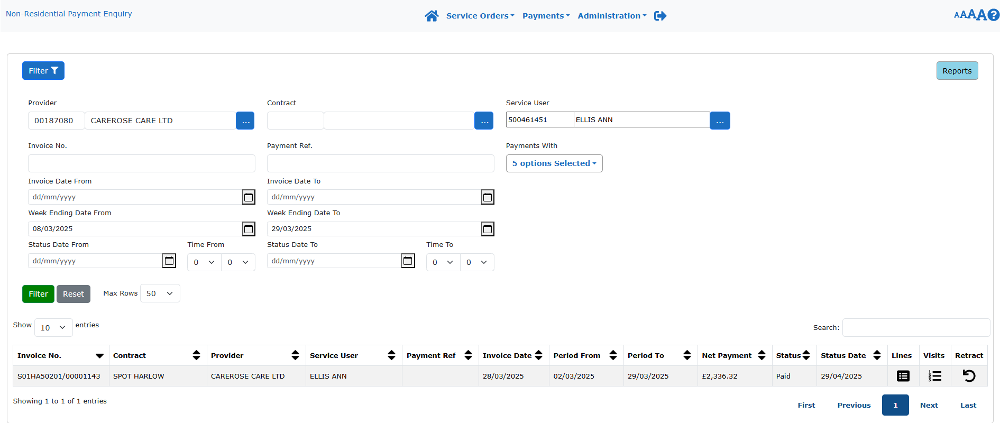 Non-Residential Payment Enquiry
Service Orders Payments Administration
A A A A ?
Filter
Reports
Provider Contract Service User
00187080 CAREROSE CARE LTD ... ... 500461451 ELLIS ANN ...
Invoice No. Payment Ref. Payments With
5 options Selected
Invoice Date From Invoice Date To
dd/mm/yyyy dd/mm/yyyy
Week Ending Date From Week Ending Date To
08/03/2025 29/03/2025
Status Date From Time From Status Date To Time To
dd/mm/yyyy 0 0 dd/mm/yyyy 0 0
Filter Reset Max Rows 50
Show 10 entries Search:
Invoice No. Contract Provider Service User Payment Ref Invoice Date Period From Period To Net Payment Status Status Date Lines Visits Retract
S01HA50201/00001143 SPOT HARLOW CAREROSE CARE LTD ELLIS ANN 28/03/2025 02/03/2025 29/03/2025 £2,336.32 Paid 29/04/2025
Showing 1 to 1 of 1 entries
First Previous 1 Next Last